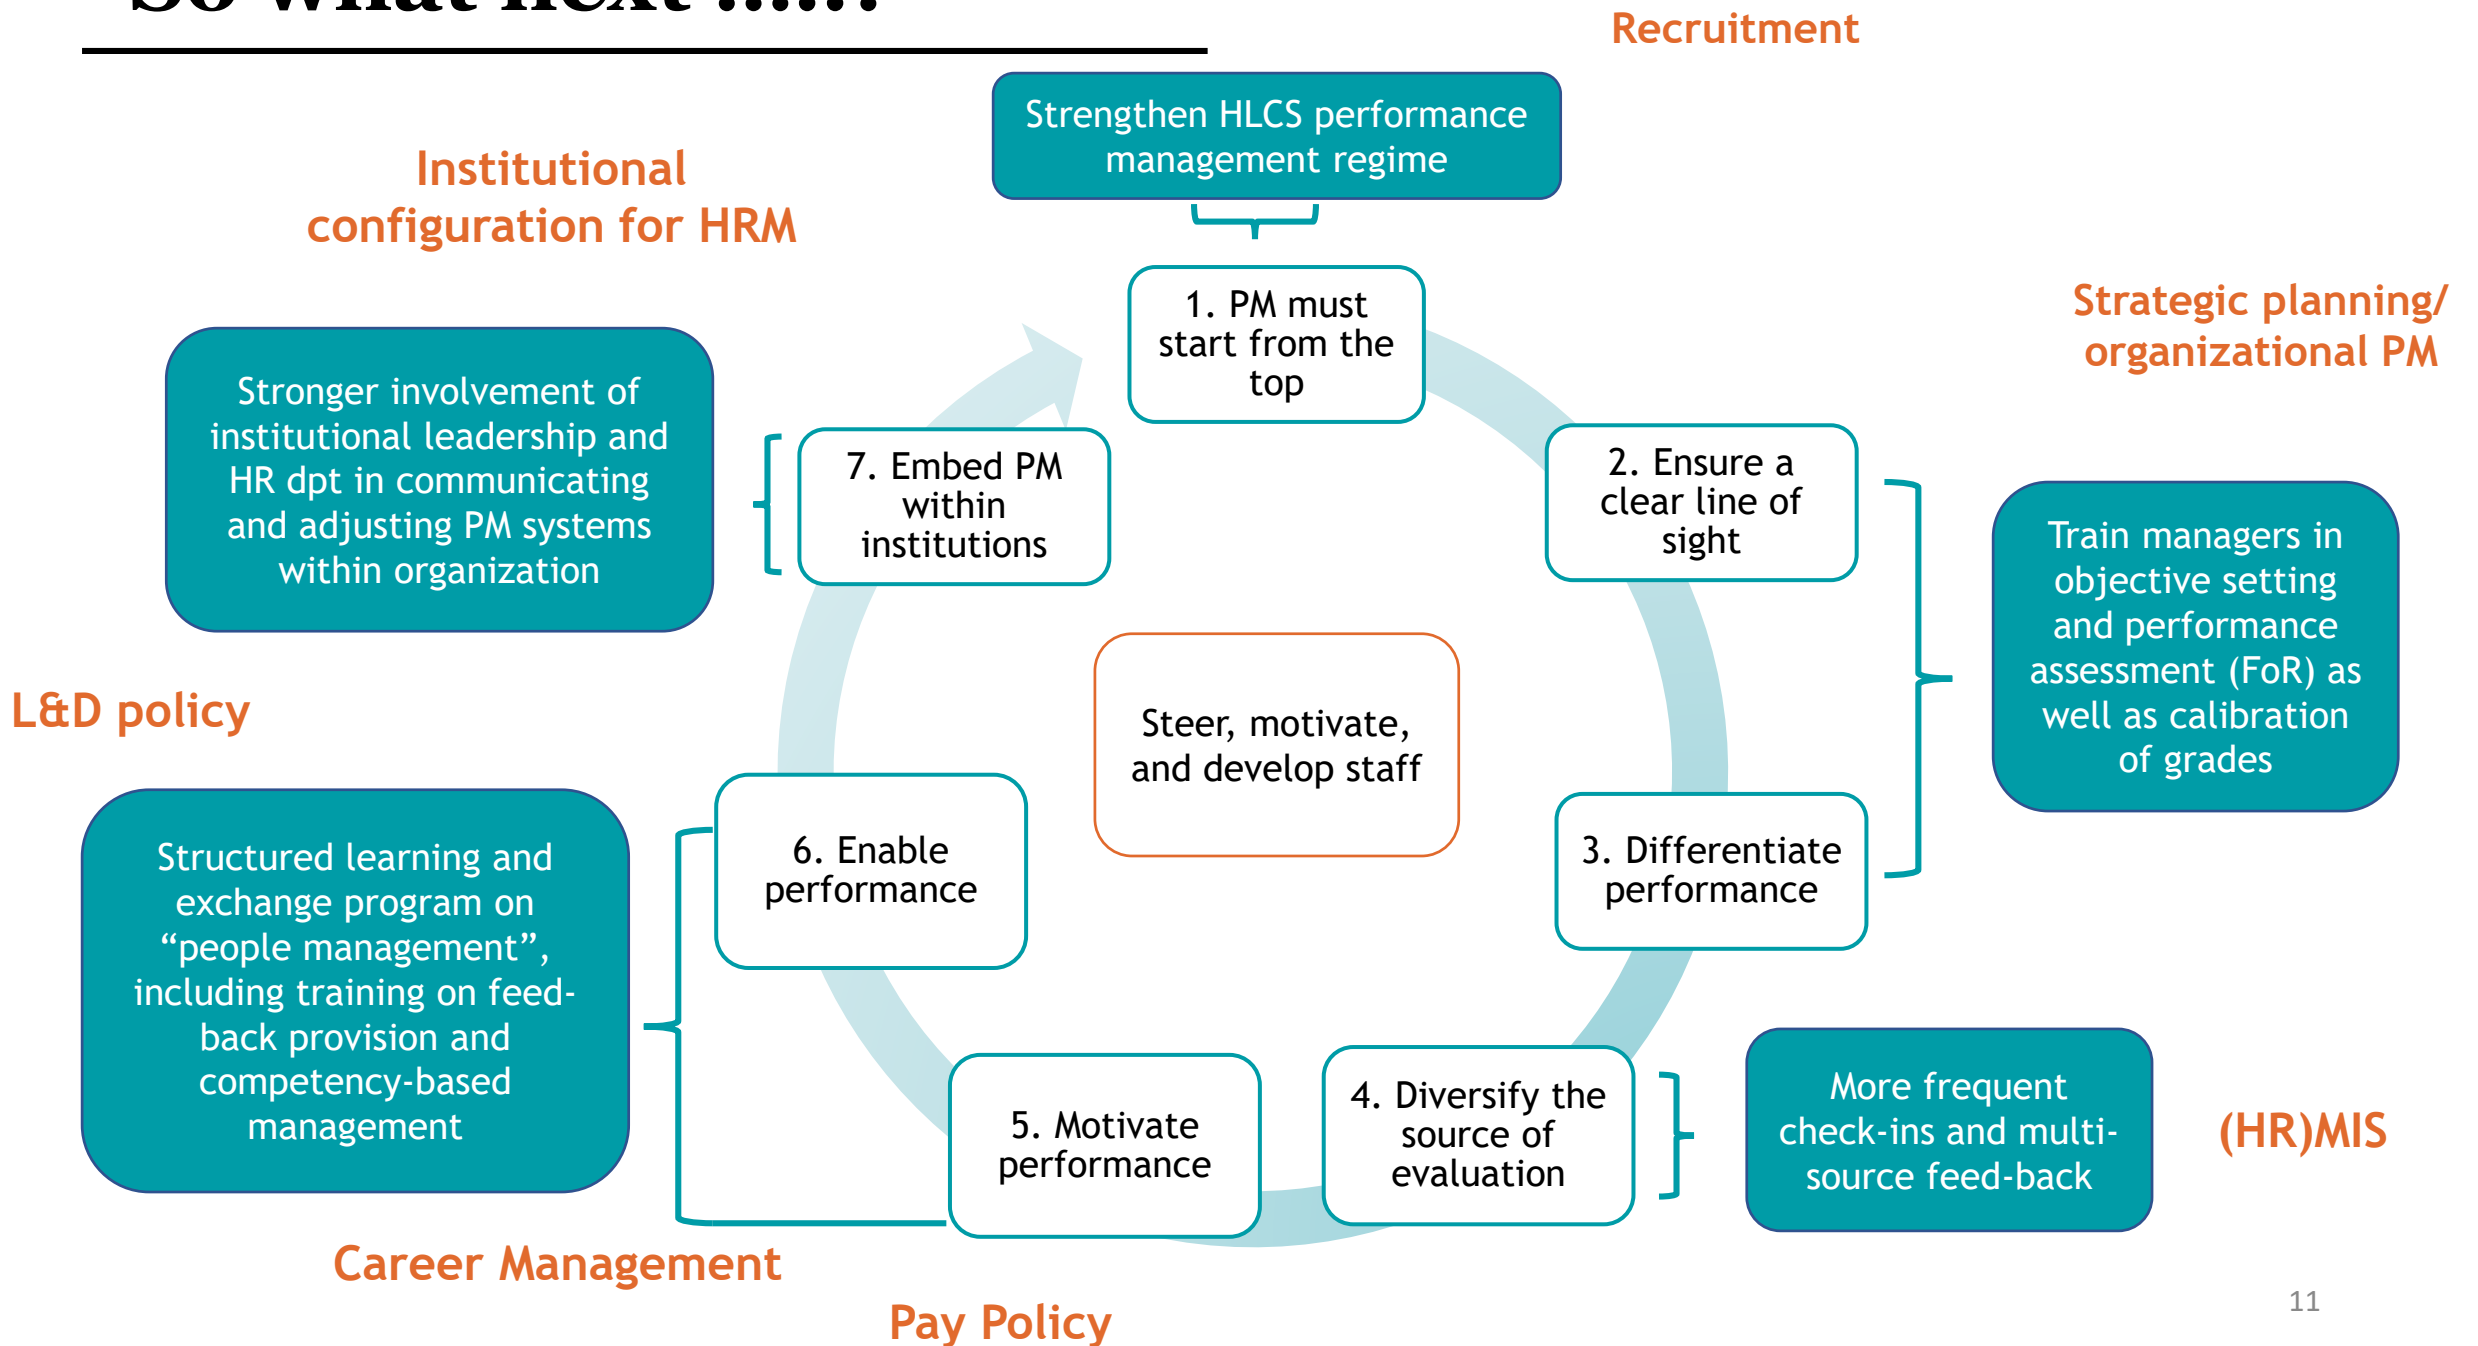 So what next ......?
Recruitment
Strengthen HLCS performance
management regime
Institutional
configuration for HRM
1. PM must
start from the
top
Strategic planning/
organizational PM
Stronger involvement of
institutional leadership and
HR dpt in communicating
and adjusting PM systems
within organization
7. Embed PM
within
institutions
2. Ensure a
clear line of
sight
Train managers in
objective setting
and performance
assessment (FoR) as
well as calibration
of grades
L&D policy
Steer, motivate,
and develop staff
Structured learning and
exchange program on
“people management”,
including training on feed-
back provision and
competency-based
management
6. Enable
performance
3. Differentiate
performance
5. Motivate
performance
4. Diversify the
source of
evaluation
More frequent
check-ins and multi-
source feed-back
(HR)MIS
Career Management
Pay Policy
11